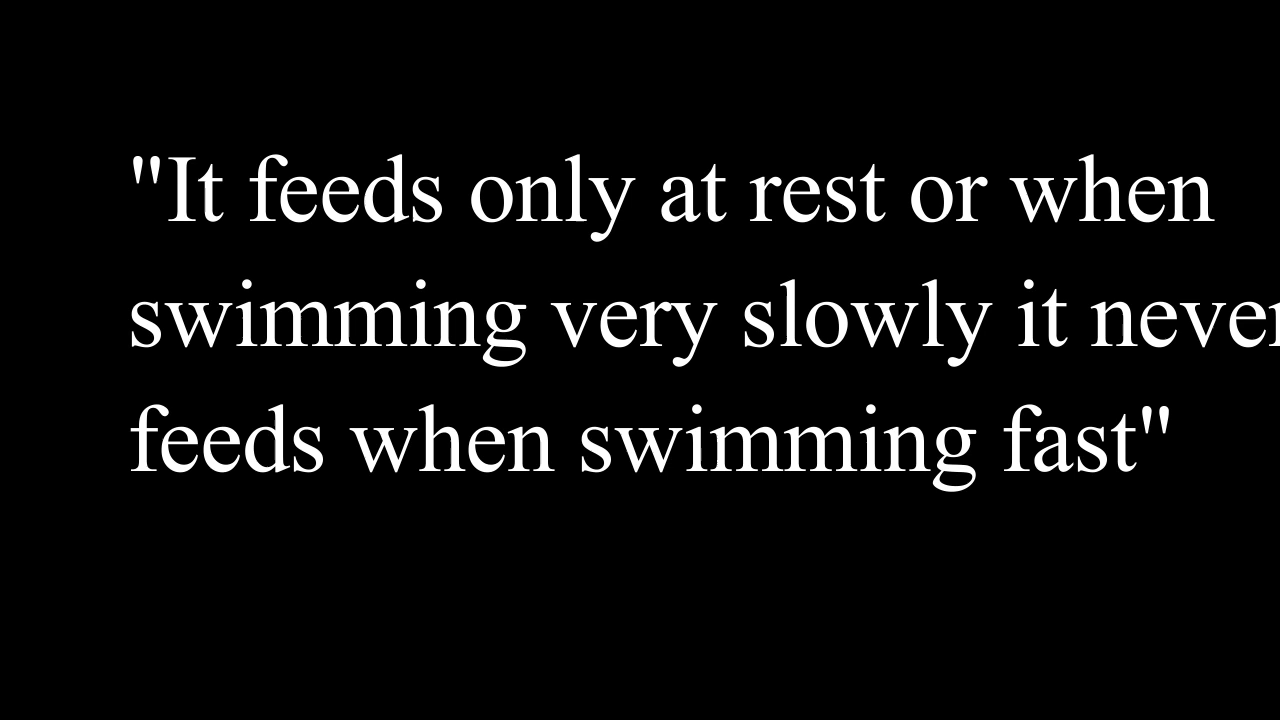 "It feeds only at rest or when
swimming very slowly it never
feeds when swimming fast"